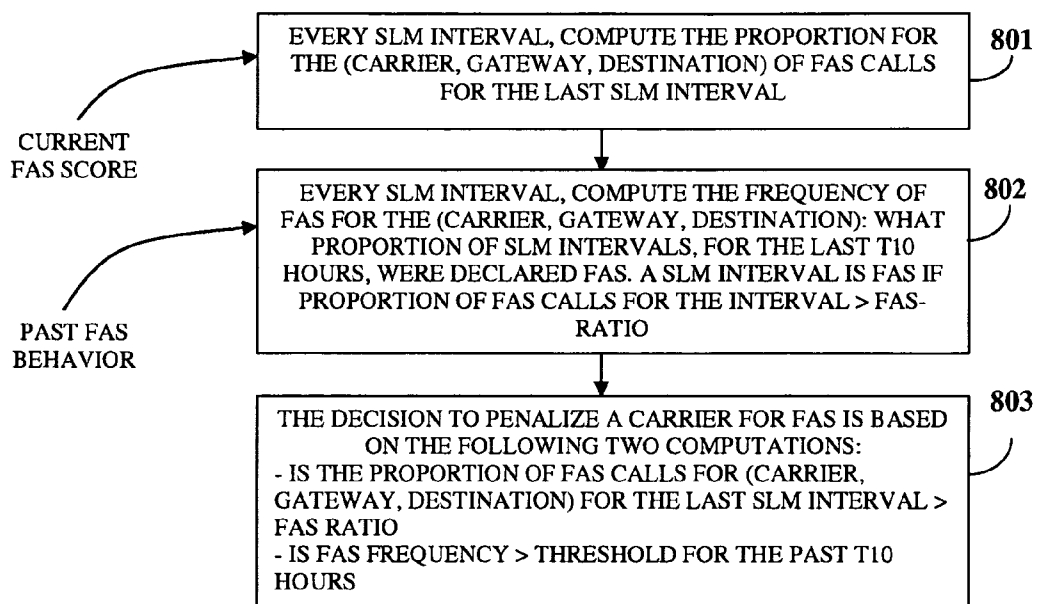 EVERY SLM INTERVAL, COMPUTE THE PROPORTION FOR
THE (CARRIER, GATEWAY, DESTINATION) OF FAS CALLS
FOR THE LAST SLM INTERVAL
801
CURRENT
FAS SCORE
EVERY SLM INTERVAL, COMPUTE THE FREQUENCY OF
FAS FOR THE (CARRIER, GATEWAY, DESTINATION): WHAT
PROPORTION OF SLM INTERVALS, FOR THE LAST T10
HOURS, WERE DECLARED FAS. A SLM INTERVAL IS FAS IF
PROPORTION OF FAS CALLS FOR THE INTERVAL > FAS-
RATIO
802
PAST FAS
BEHAVIOR
THE DECISION TO PENALIZE A CARRIER FOR FAS IS BASED
ON THE FOLLOWING TWO COMPUTATIONS:
- IS THE PROPORTION OF FAS CALLS FOR (CARRIER,
GATEWAY, DESTINATION) FOR THE LAST SLM INTERVAL >
FAS RATIO
- IS FAS FREQUENCY > THRESHOLD FOR THE PAST T10
HOURS
803